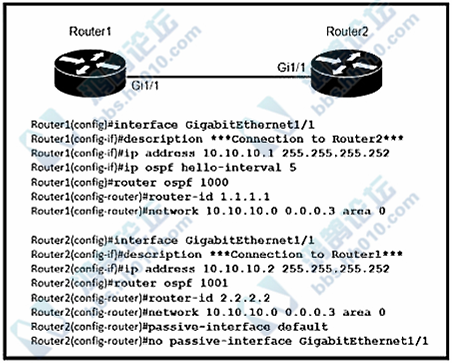 Router1
Router2
Gi1/1
Gi1/1
Router1(config)#interface GigabitEthernet1/1
Router1(config-if)#description ***Connection to Router2***
Router1(config-if)#ip address 10.10.10.1 255.255.255.252
Router1(config-if)#ip ospf hello-interval 5
Router1(config)#router ospf 1000
Router1(config-router)#router-id 1.1.1.1
Router1(config-router)#network 10.10.10.0 0.0.0.3 area 0
Router2(config)#interface GigabitEthernet1/1
Router2(config-if)#description ***Connection to Router1***
Router2(config-if)#ip address 10.10.10.2 255.255.255.252
Router2(config)#router ospf 1001
Router2(config-router)#router-id 2.2.2.2
Router2(config-router)#network 10.10.10.0 0.0.0.3 area 0
Router2(config-router)#passive-interface default
Router2(config-router)#no passive-interface GigabitEthernet1/1